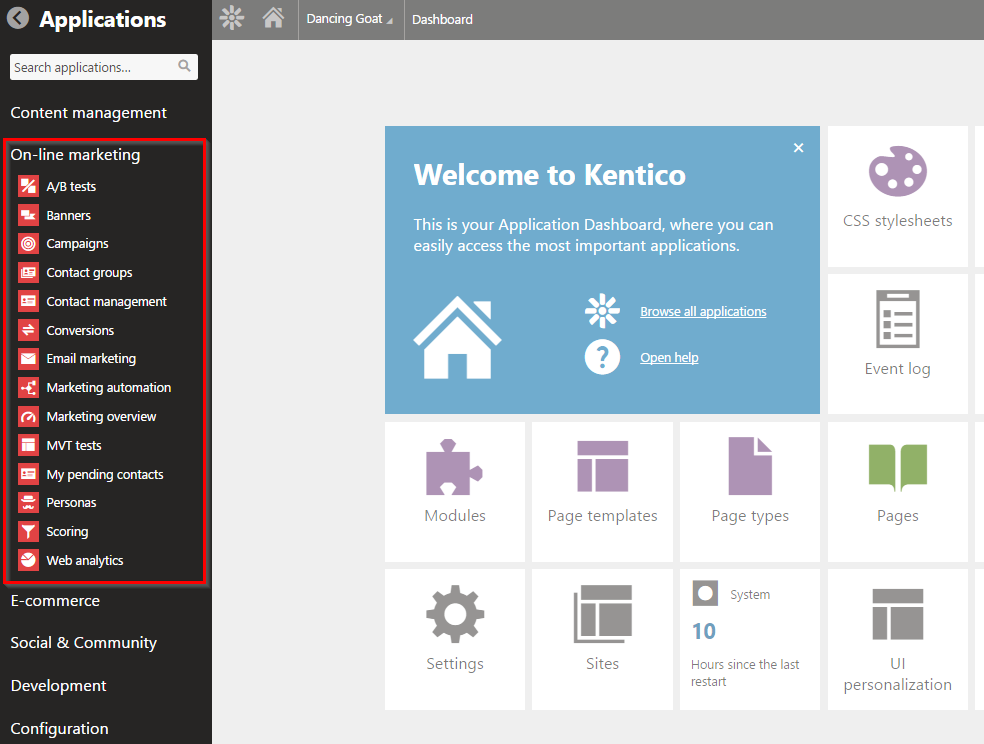 Applications
Search applications...
Content management
On-line marketing
A/B tests
Banners
Campaigns
Contact groups
Contact management
Conversions
Email marketing
Marketing automation
Marketing overview
MVT tests
My pending contacts
Personas
Scoring
Web analytics
E-commerce
Social & Community
Development
Configuration
Dancing Goat
Dashboard
Welcome to Kentico
This is your Application Dashboard, where you can
easily access the most important applications.
Browse all applications
?
Open help
CSS stylesheets
Event log
Modules
Page templates
Page types
Pages
Settings
Sites
System
10
Hours since the last
restart
UI
personalization